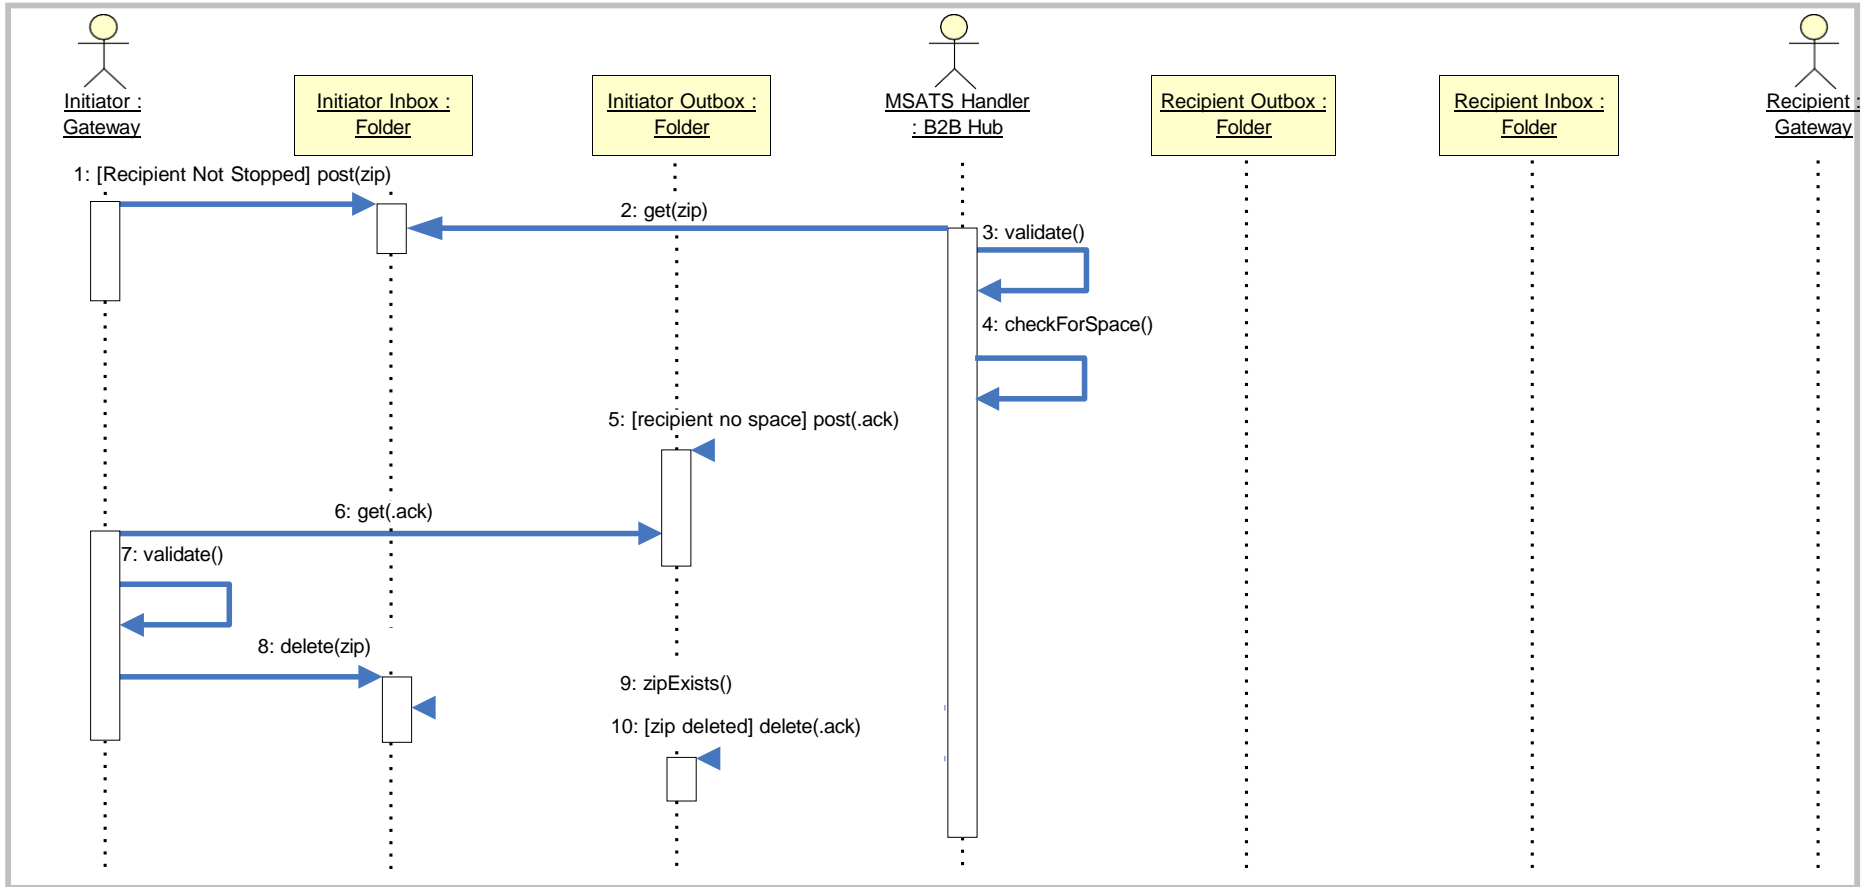 Initiator :
Gateway
Initiator Inbox :
Folder
Initiator Outbox :
Folder
MSATS Handler
: B2B Hub
Recipient Outbox :
Folder
Recipient Inbox :
Folder
Recipient :
Gateway
1: [Recipient Not Stopped] post(zip)
2: get(zip)
3: validate()
4: checkForSpace()
5: [recipient no space] post(.ack)
6: get(.ack)
7: validate()
8: delete(zip)
9: zipExists()
10: [zip deleted] delete(.ack)